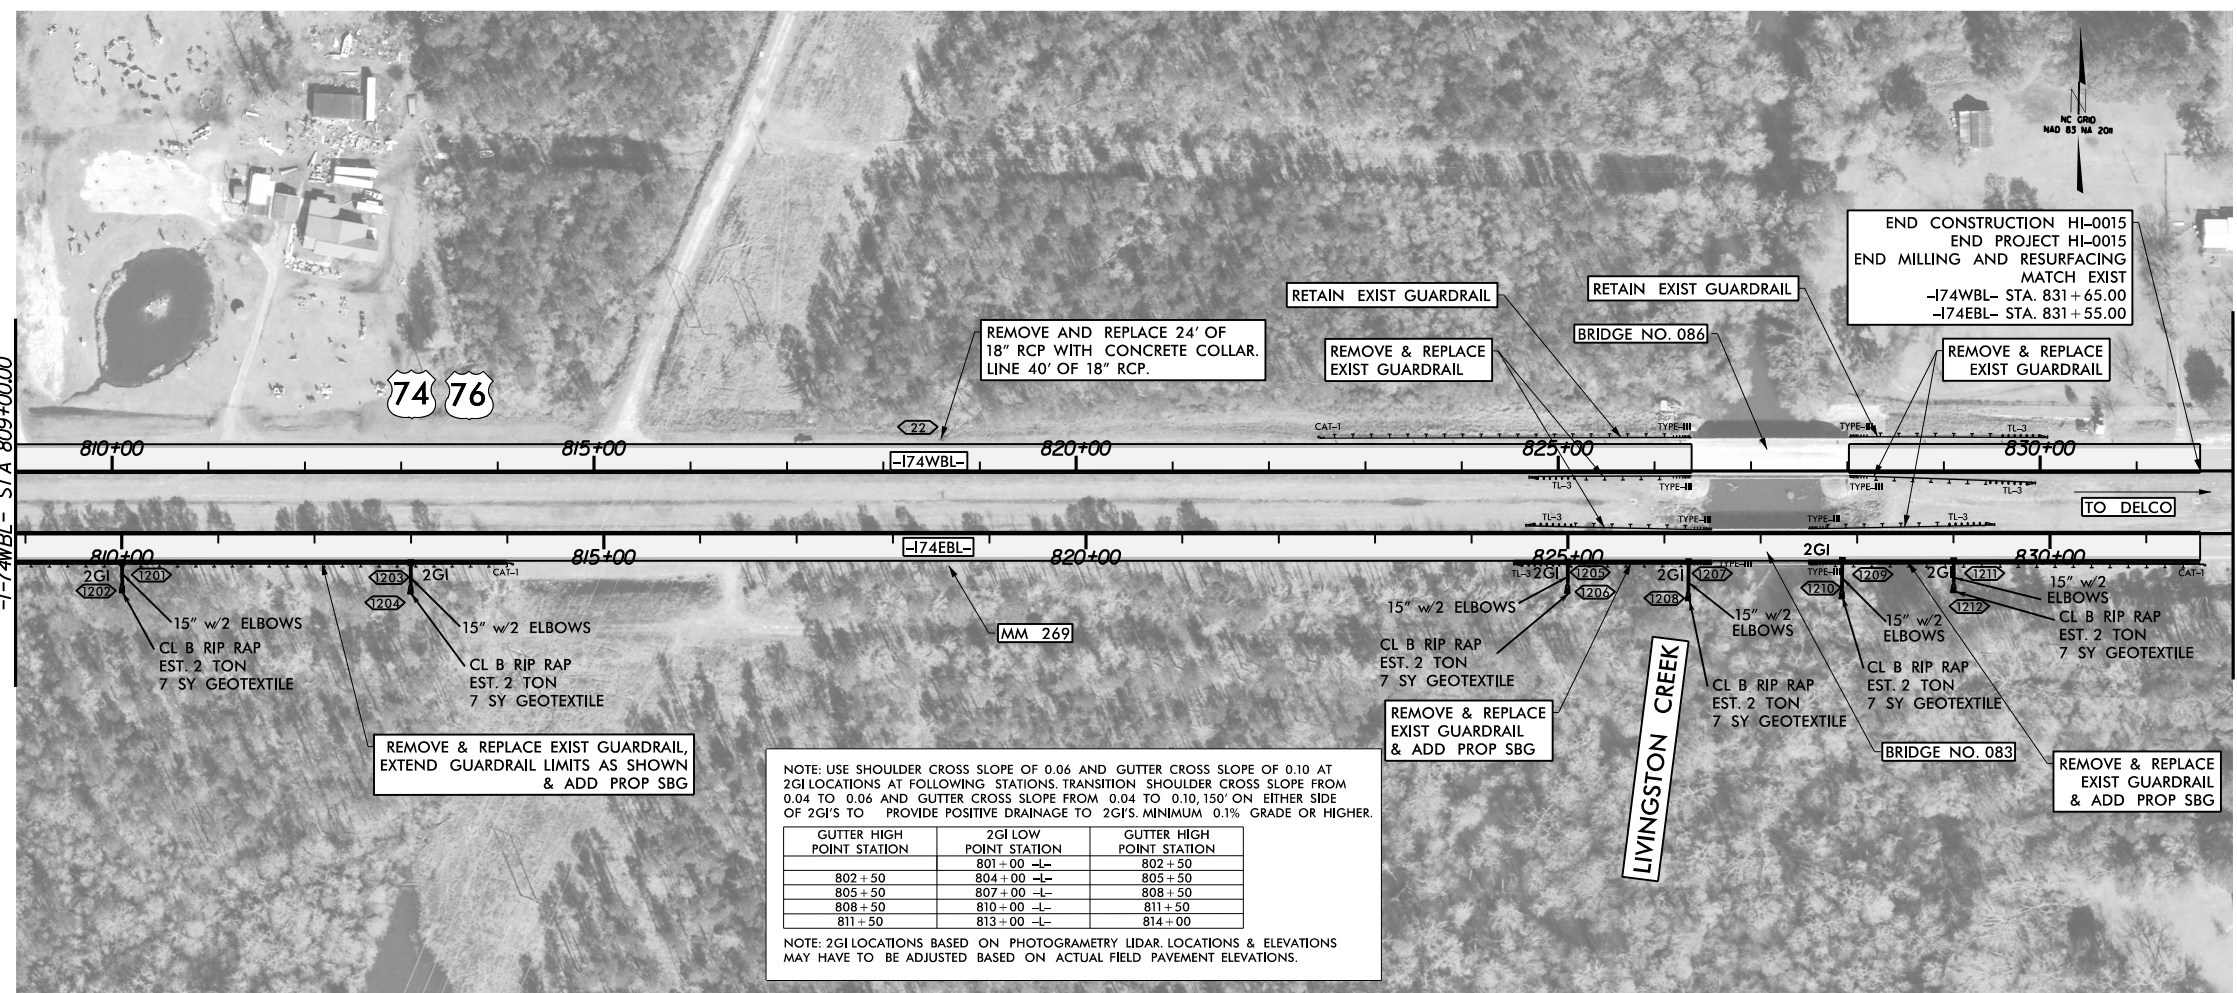 NC GRID
NAD 83 NA 2011
END CONSTRUCTION HI-0015
END PROJECT HI-0015
END MILLING AND RESURFACING
MATCH EXIST
-I74WBL- STA. 831+65.00
-I74EBL- STA. 831+55.00
RETAIN EXIST GUARDRAIL
RETAIN EXIST GUARDRAIL
REMOVE AND REPLACE 24' OF
18" RCP WITH CONCRETE COLLAR.
LINE 40' OF 18" RCP.
BRIDGE NO. 086
REMOVE & REPLACE
EXIST GUARDRAIL
REMOVE & REPLACE
EXIST GUARDRAIL
74 76
-I-74WBL- STA 809+00.00
22
CAT-1
TYPE-III
TYPE-III
TL-3
810+00
815+00
820+00
825+00
830+00
-I74WBL-
TL-3
TYPE-III
TYPE-III
TL-3
TO DELCO
TL-3
TYPE-III
TYPE-III
TL-3
-I74EBL-
810+00
815+00
820+00
825+00
830+00
2GI
2GI
1201
1202
1203
2GI
1204
CAT-1
TL-3
2GI
1205
1206
2GI
1207
1208
TYPE-III
TYPE-III
1209
1210
2GI
1211
1212
CAT-1
15" w/2 ELBOWS
CL B RIP RAP
EST. 2 TON
7 SY GEOTEXTILE
15" w/2 ELBOWS
CL B RIP RAP
EST. 2 TON
7 SY GEOTEXTILE
MM 269
15" w/2 ELBOWS
CL B RIP RAP
EST. 2 TON
7 SY GEOTEXTILE
15" w/2
ELBOWS
CL B RIP RAP
EST. 2 TON
7 SY GEOTEXTILE
15" w/2
ELBOWS
CL B RIP RAP
EST. 2 TON
7 SY GEOTEXTILE
15" w/2
ELBOWS
CL B RIP RAP
EST. 2 TON
7 SY GEOTEXTILE
REMOVE & REPLACE EXIST GUARDRAIL,
EXTEND GUARDRAIL LIMITS AS SHOWN
& ADD PROP SBG
REMOVE & REPLACE
EXIST GUARDRAIL
& ADD PROP SBG
LIVINGSTON CREEK
BRIDGE NO. 083
REMOVE & REPLACE
EXIST GUARDRAIL
& ADD PROP SBG
NOTE: USE SHOULDER CROSS SLOPE OF 0.06 AND GUTTER CROSS SLOPE OF 0.10 AT
2GI LOCATIONS AT FOLLOWING STATIONS. TRANSITION SHOULDER CROSS SLOPE FROM
0.04 TO 0.06 AND GUTTER CROSS SLOPE FROM 0.04 TO 0.10, 150' ON EITHER SIDE
OF 2GI'S TO PROVIDE POSITIVE DRAINAGE TO 2GI'S. MINIMUM 0.1% GRADE OR HIGHER.
GUTTER HIGH POINT STATION 2GI LOW POINT STATION GUTTER HIGH POINT STATION
801+00 -L- 802+50
802+50 804+00 -L- 805+50
805+50 807+00 -L- 808+50
808+50 810+00 -L- 811+50
811+50 813+00 -L- 814+00
NOTE: 2GI LOCATIONS BASED ON PHOTOGRAMETRY LIDAR. LOCATIONS & ELEVATIONS
MAY HAVE TO BE ADJUSTED BASED ON ACTUAL FIELD PAVEMENT ELEVATIONS.